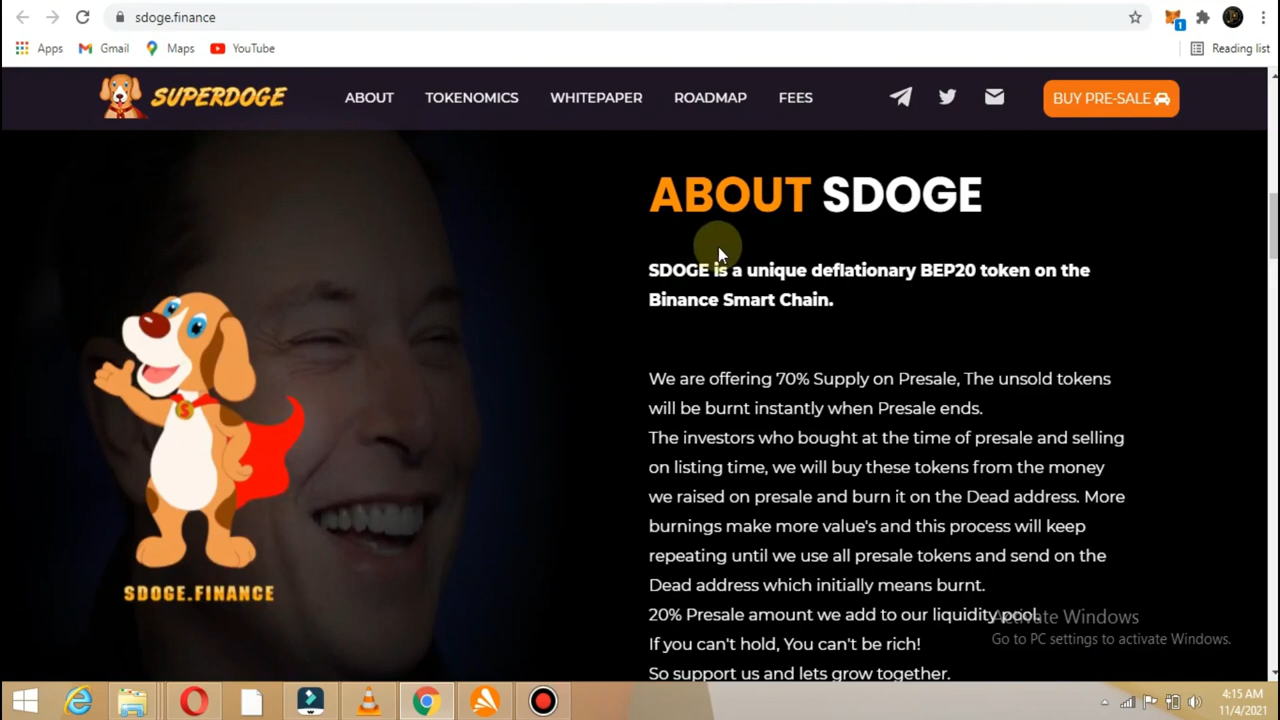 sdoge.finance
1
Apps Gmail Maps YouTube Reading list
SUPERDOGE ABOUT TOKENOMICS WHITEPAPER ROADMAP FEES BUY PRE-SALE
ABOUT SDOGE
SDOGE is a unique deflationary BEP20 token on the
Binance Smart Chain.
We are offering 70% Supply on Presale, The unsold tokens
will be burnt instantly when Presale ends.
The investors who bought at the time of presale and selling
on listing time, we will buy these tokens from the money
we raised on presale and burn it on the Dead address. More
burnings make more value's and this process will keep
repeating until we use all presale tokens and send on the
Dead address which initially means burnt.
20% Presale amount we add to our liquidity pool.
If you can't hold, You can't be rich!
So support us and lets grow together.
S
SDOGE.FINANCE
Activate Windows
Go to PC settings to activate Windows.
4:15 AM
11/4/2021